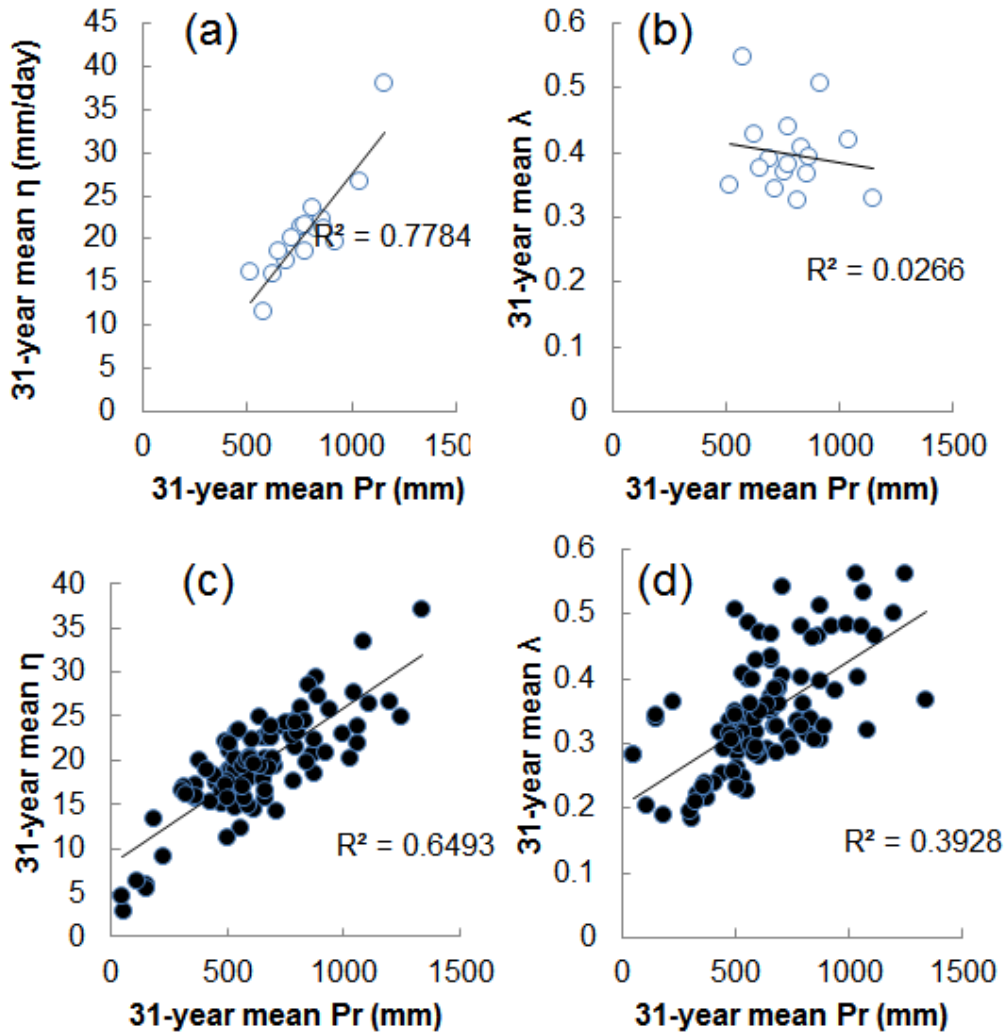 (a)
31-year mean η (mm/day)
45
40
35
30
25
20
15
10
5
0
R² = 0.7784
0 500 1000 1500
31-year mean Pr (mm)
(b)
31-year mean λ
0.6
0.5
0.4
0.3
0.2
0.1
0
R² = 0.0266
0 500 1000 1500
31-year mean Pr (mm)
(c)
31-year mean η
40
35
30
25
20
15
10
5
0
R² = 0.6493
0 500 1000 1500
31-year mean Pr (mm)
(d)
31-year mean λ
0.6
0.5
0.4
0.3
0.2
0.1
0
R² = 0.3928
0 500 1000 1500
31-year mean Pr (mm)